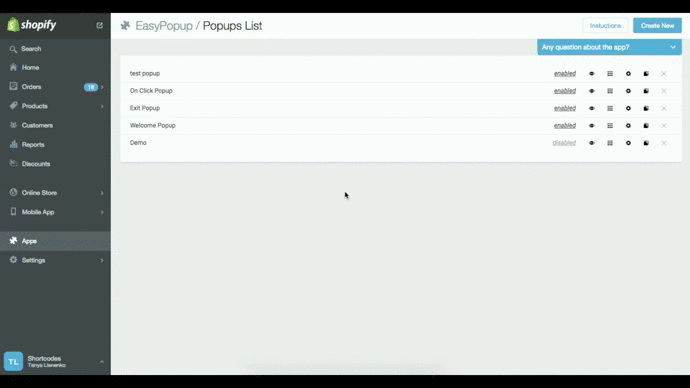 shopify
EasyPopup / Popups List
Instuctions
Create New
Any question about the app?
Search
Home
Orders 18
Products
Customers
Reports
Discounts
Online Store
Mobile App
Apps
Settings
test popup enabled
On Click Popup enabled
Exit Popup enabled
Welcome Popup enabled
Demo disabled
TL
Shortcodes
Tanya Lisnenko